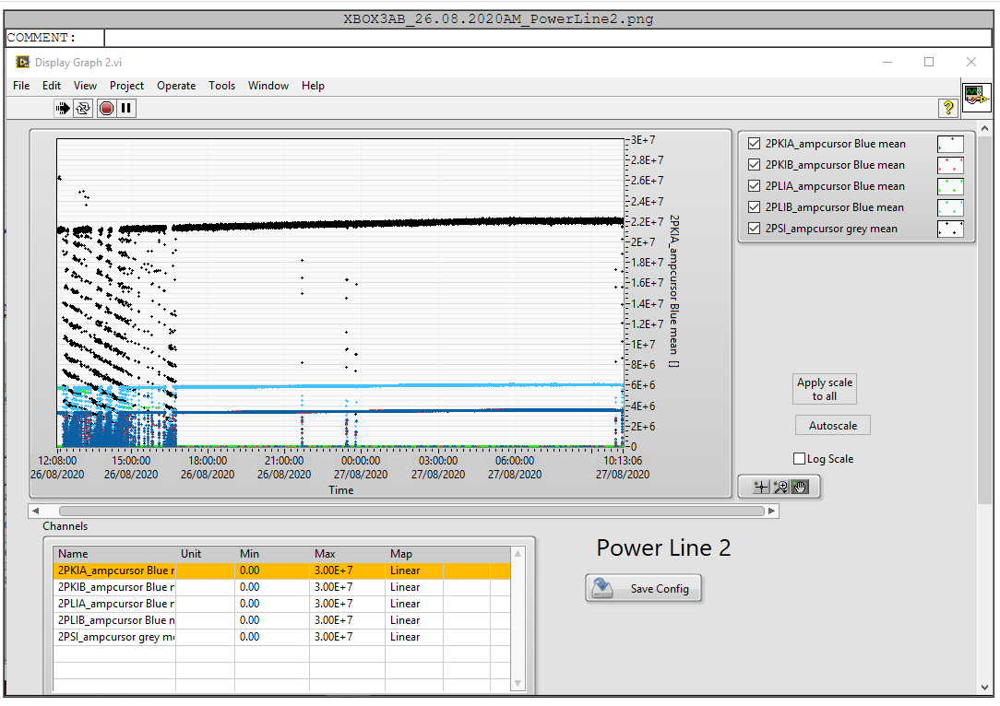 XBOX3AB_26.08.2020AM_PowerLine2.png
COMMENT:
Display Graph 2.vi
File Edit View Project Operate Tools Window Help
?
2PKIA_ampcursor Blue mean
2PKIB_ampcursor Blue mean
2PLIA_ampcursor Blue mean
2PLIB_ampcursor Blue mean
2PSI_ampcursor grey mean
3E+7
2.8E+7
2.6E+7
2.4E+7
2.2E+7
2E+7
1.8E+7
1.6E+7
1.4E+7
1.2E+7
1E+7
8E+6
6E+6
4E+6
2E+6
0
2PKIA_ampcursor Blue mean []
12:08:00 15:00:00 18:00:00 21:00:00 00:00:00 03:00:00 06:00:00 10:13:06
26/08/2020 26/08/2020 26/08/2020 26/08/2020 27/08/2020 27/08/2020 27/08/2020 27/08/2020
Time
Apply scale
to all
Autoscale
Log Scale
Channels
Name Unit Min Max Map
2PKIA_ampcursor Blue r 0.00 3.00E+7 Linear
2PKIB_ampcursor Blue n 0.00 3.00E+7 Linear
2PLIA_ampcursor Blue n 0.00 3.00E+7 Linear
2PLIB_ampcursor Blue n 0.00 3.00E+7 Linear
2PSI_ampcursor grey m 0.00 3.00E+7 Linear
Power Line 2
Save Config